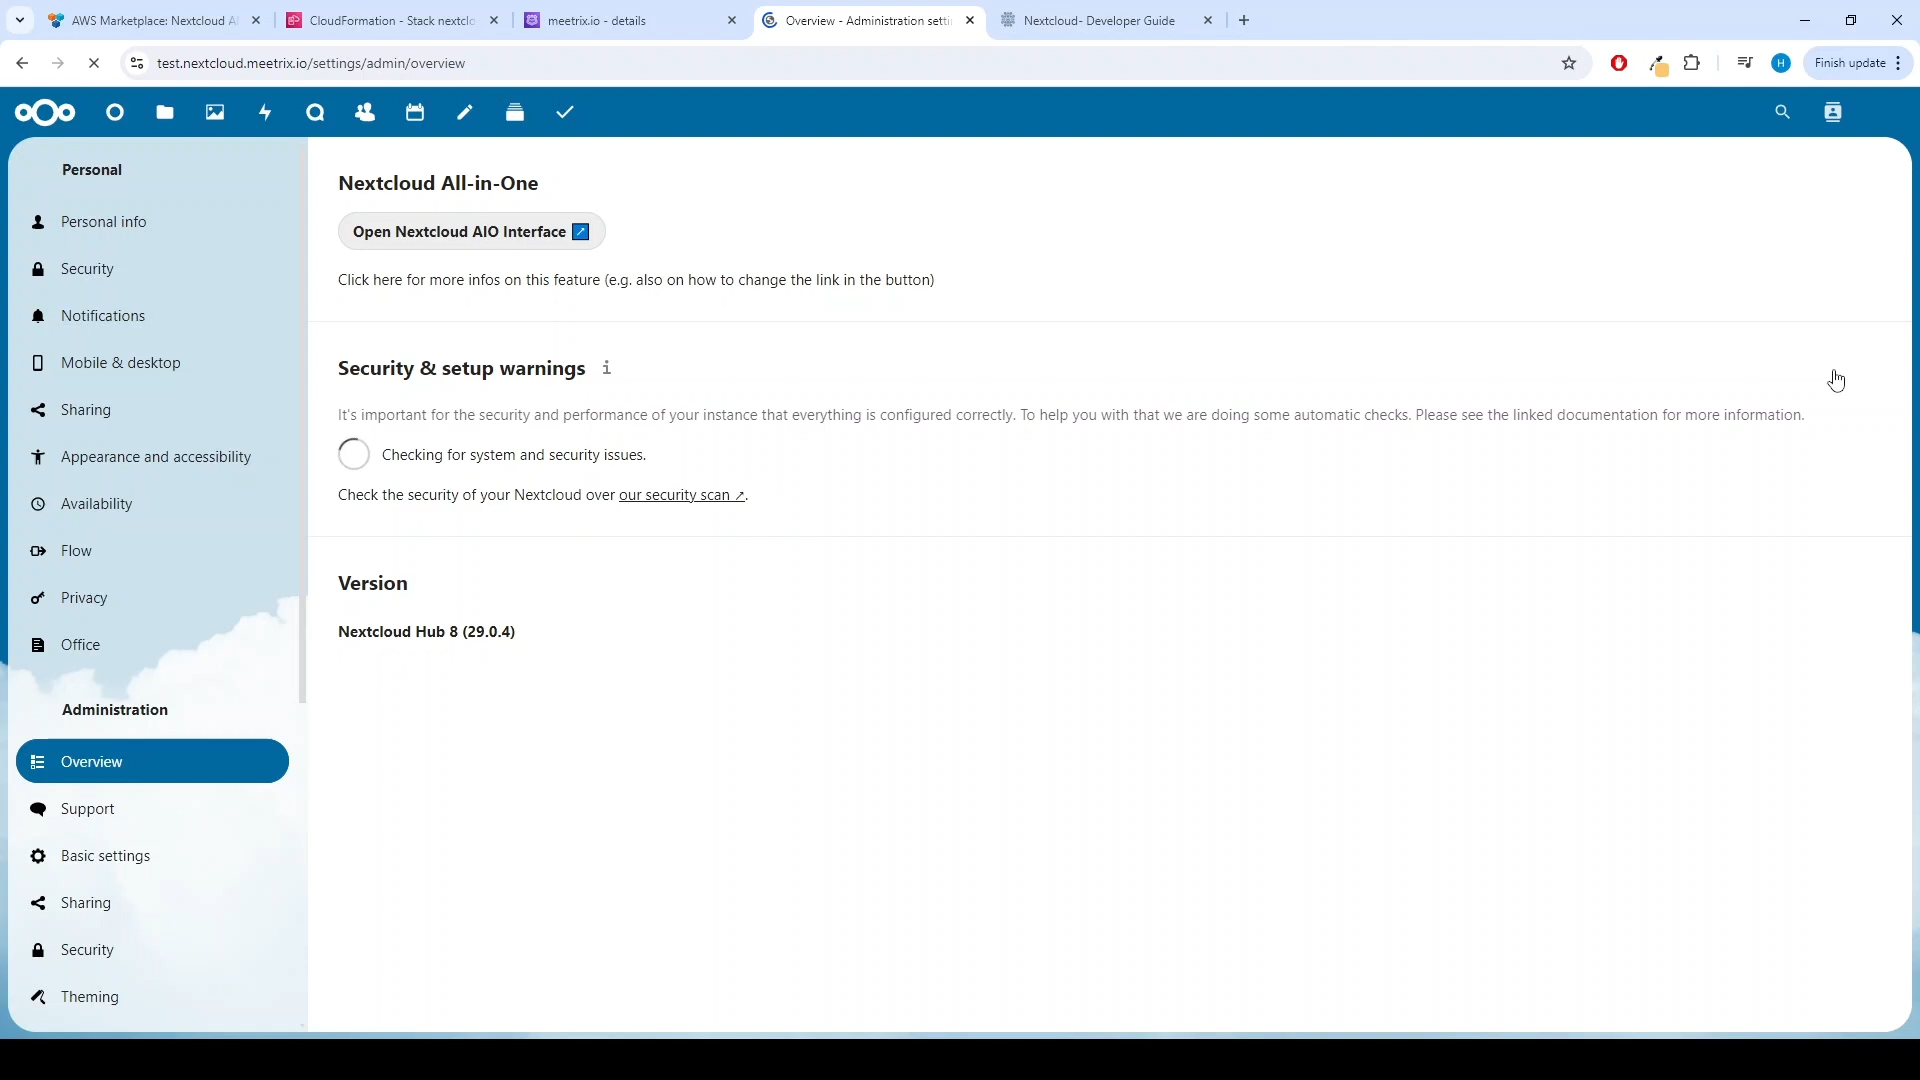 AWS Marketplace: Nextcloud A
CloudFormation - Stack nextclo
meetrix.io - details
Overview - Administration setti
Nextcloud- Developer Guide
test.nextcloud.meetrix.io/settings/admin/overview
H
Finish update
Personal
Personal info
Security
Notifications
Mobile & desktop
Sharing
Appearance and accessibility
Availability
Flow
Privacy
Office
Administration
Overview
Support
Basic settings
Sharing
Security
Theming
Nextcloud All-in-One
Open Nextcloud AIO Interface ↗
Click here for more infos on this feature (e.g. also on how to change the link in the button)
Security & setup warnings i
It's important for the security and performance of your instance that everything is configured correctly. To help you with that we are doing some automatic checks. Please see the linked documentation for more information.
Checking for system and security issues.
Check the security of your Nextcloud over our security scan ↗.
Version
Nextcloud Hub 8 (29.0.4)